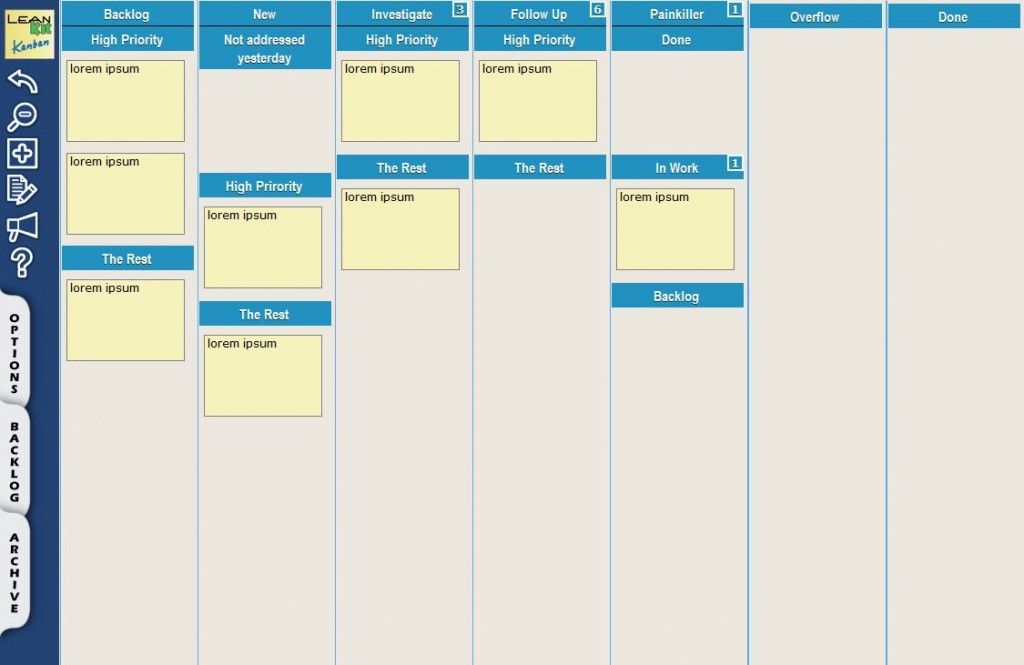 LEAN
Kit
Kanban
OPTIONS
BACKLOG
ARCHIVE
Backlog
High Priority
lorem ipsum
lorem ipsum
The Rest
lorem ipsum
New
Not addressed
yesterday
High Prirority
lorem ipsum
The Rest
lorem ipsum
Investigate 3
High Priority
lorem ipsum
The Rest
lorem ipsum
Follow Up 6
High Priority
lorem ipsum
The Rest
Painkiller 1
Done
In Work 1
lorem ipsum
Backlog
Overflow
Done